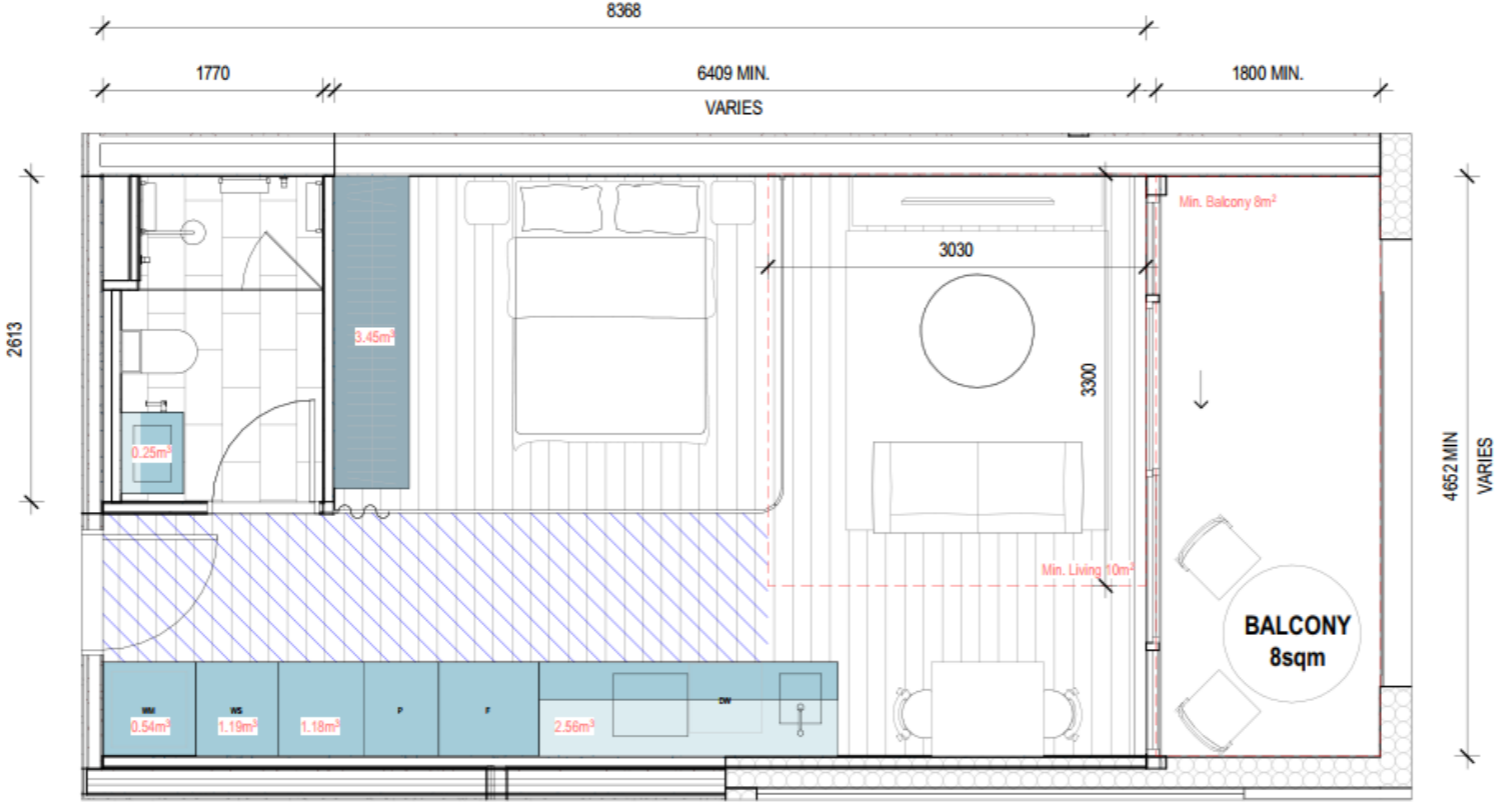 8368
1770
6409 MIN.
VARIES
1800 MIN.
Min. Balcony 8m²
3030
2613
3.45m³
3300
0.25m³
4652 MIN
VARIES
Min. Living 10m²
BALCONY
8sqm
WM
0.54m³
WS
1.19m³
1.18m³
P
F
2.56m³
DW